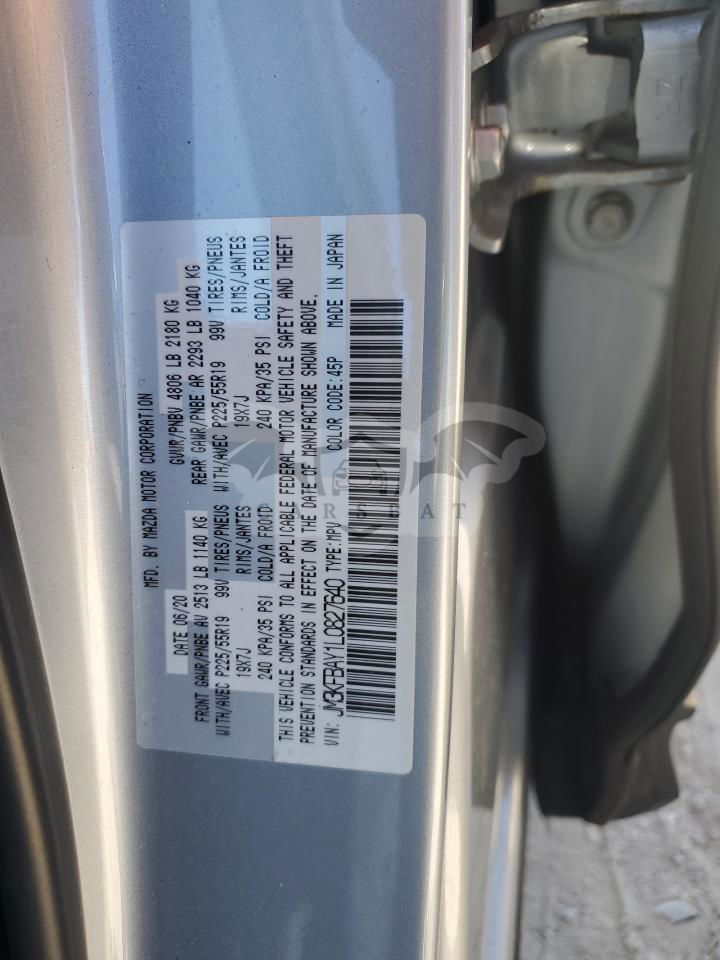 MFD. BY MAZDA MOTOR CORPORATION
DATE 06/20 GVWR/PNBV 4806 LB 2180 KG
FRONT GAWR/PNBE AV 2513 LB 1140 KG REAR GAWR/PNBE AR 2293 LB 1040 KG
WITH/AVEC P225/55R19 99V TIRES/PNEUS WITH/AVEC P225/55R19 99V TIRES/PNEUS
19X7J RIMS/JANTES 19X7J RIMS/JANTES
240 KPA/35 PSI COLD/A FROID 240 KPA/35 PSI COLD/A FROID
THIS VEHICLE CONFORMS TO ALL APPLICABLE FEDERAL MOTOR VEHICLE SAFETY AND THEFT
PREVENTION STANDARDS IN EFFECT ON THE DATE OF MANUFACTURE SHOWN ABOVE.
VIN: JM3KFBAY1L0827640 TYPE:MPV COLOR CODE:45P MADE IN JAPAN
CARSBAT
ZR